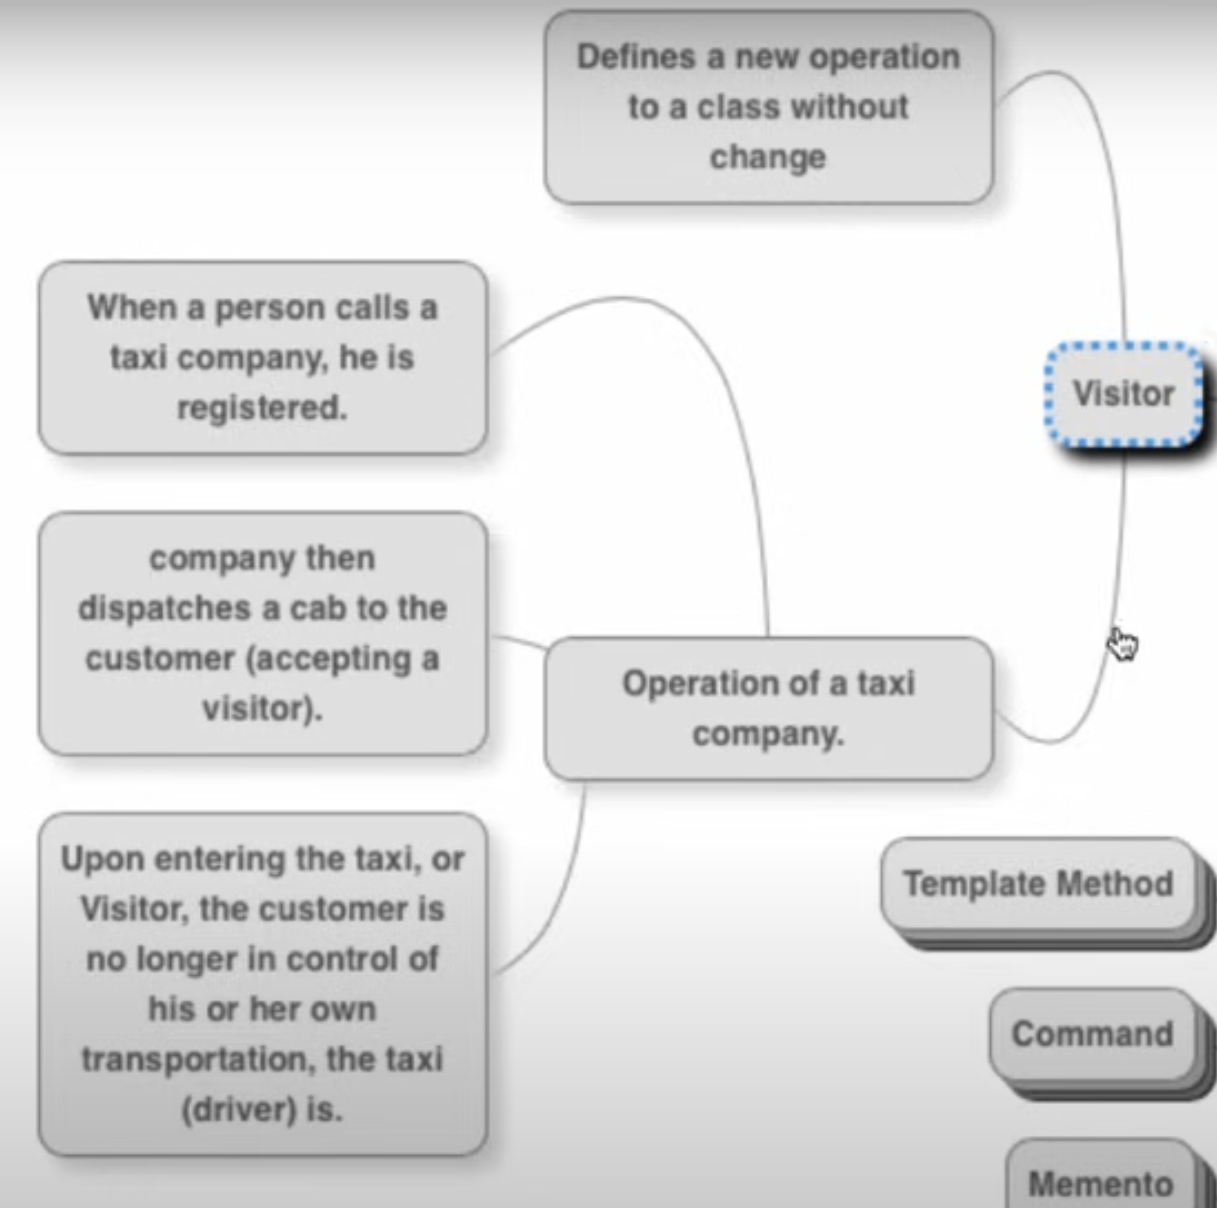 Defines a new operation
to a class without
change
When a person calls a
taxi company, he is
registered.
Visitor
company then
dispatches a cab to the
customer (accepting a
visitor).
Operation of a taxi
company.
Upon entering the taxi, or
Visitor, the customer is
no longer in control of
his or her own
transportation, the taxi
(driver) is.
Template Method
Command
Memento